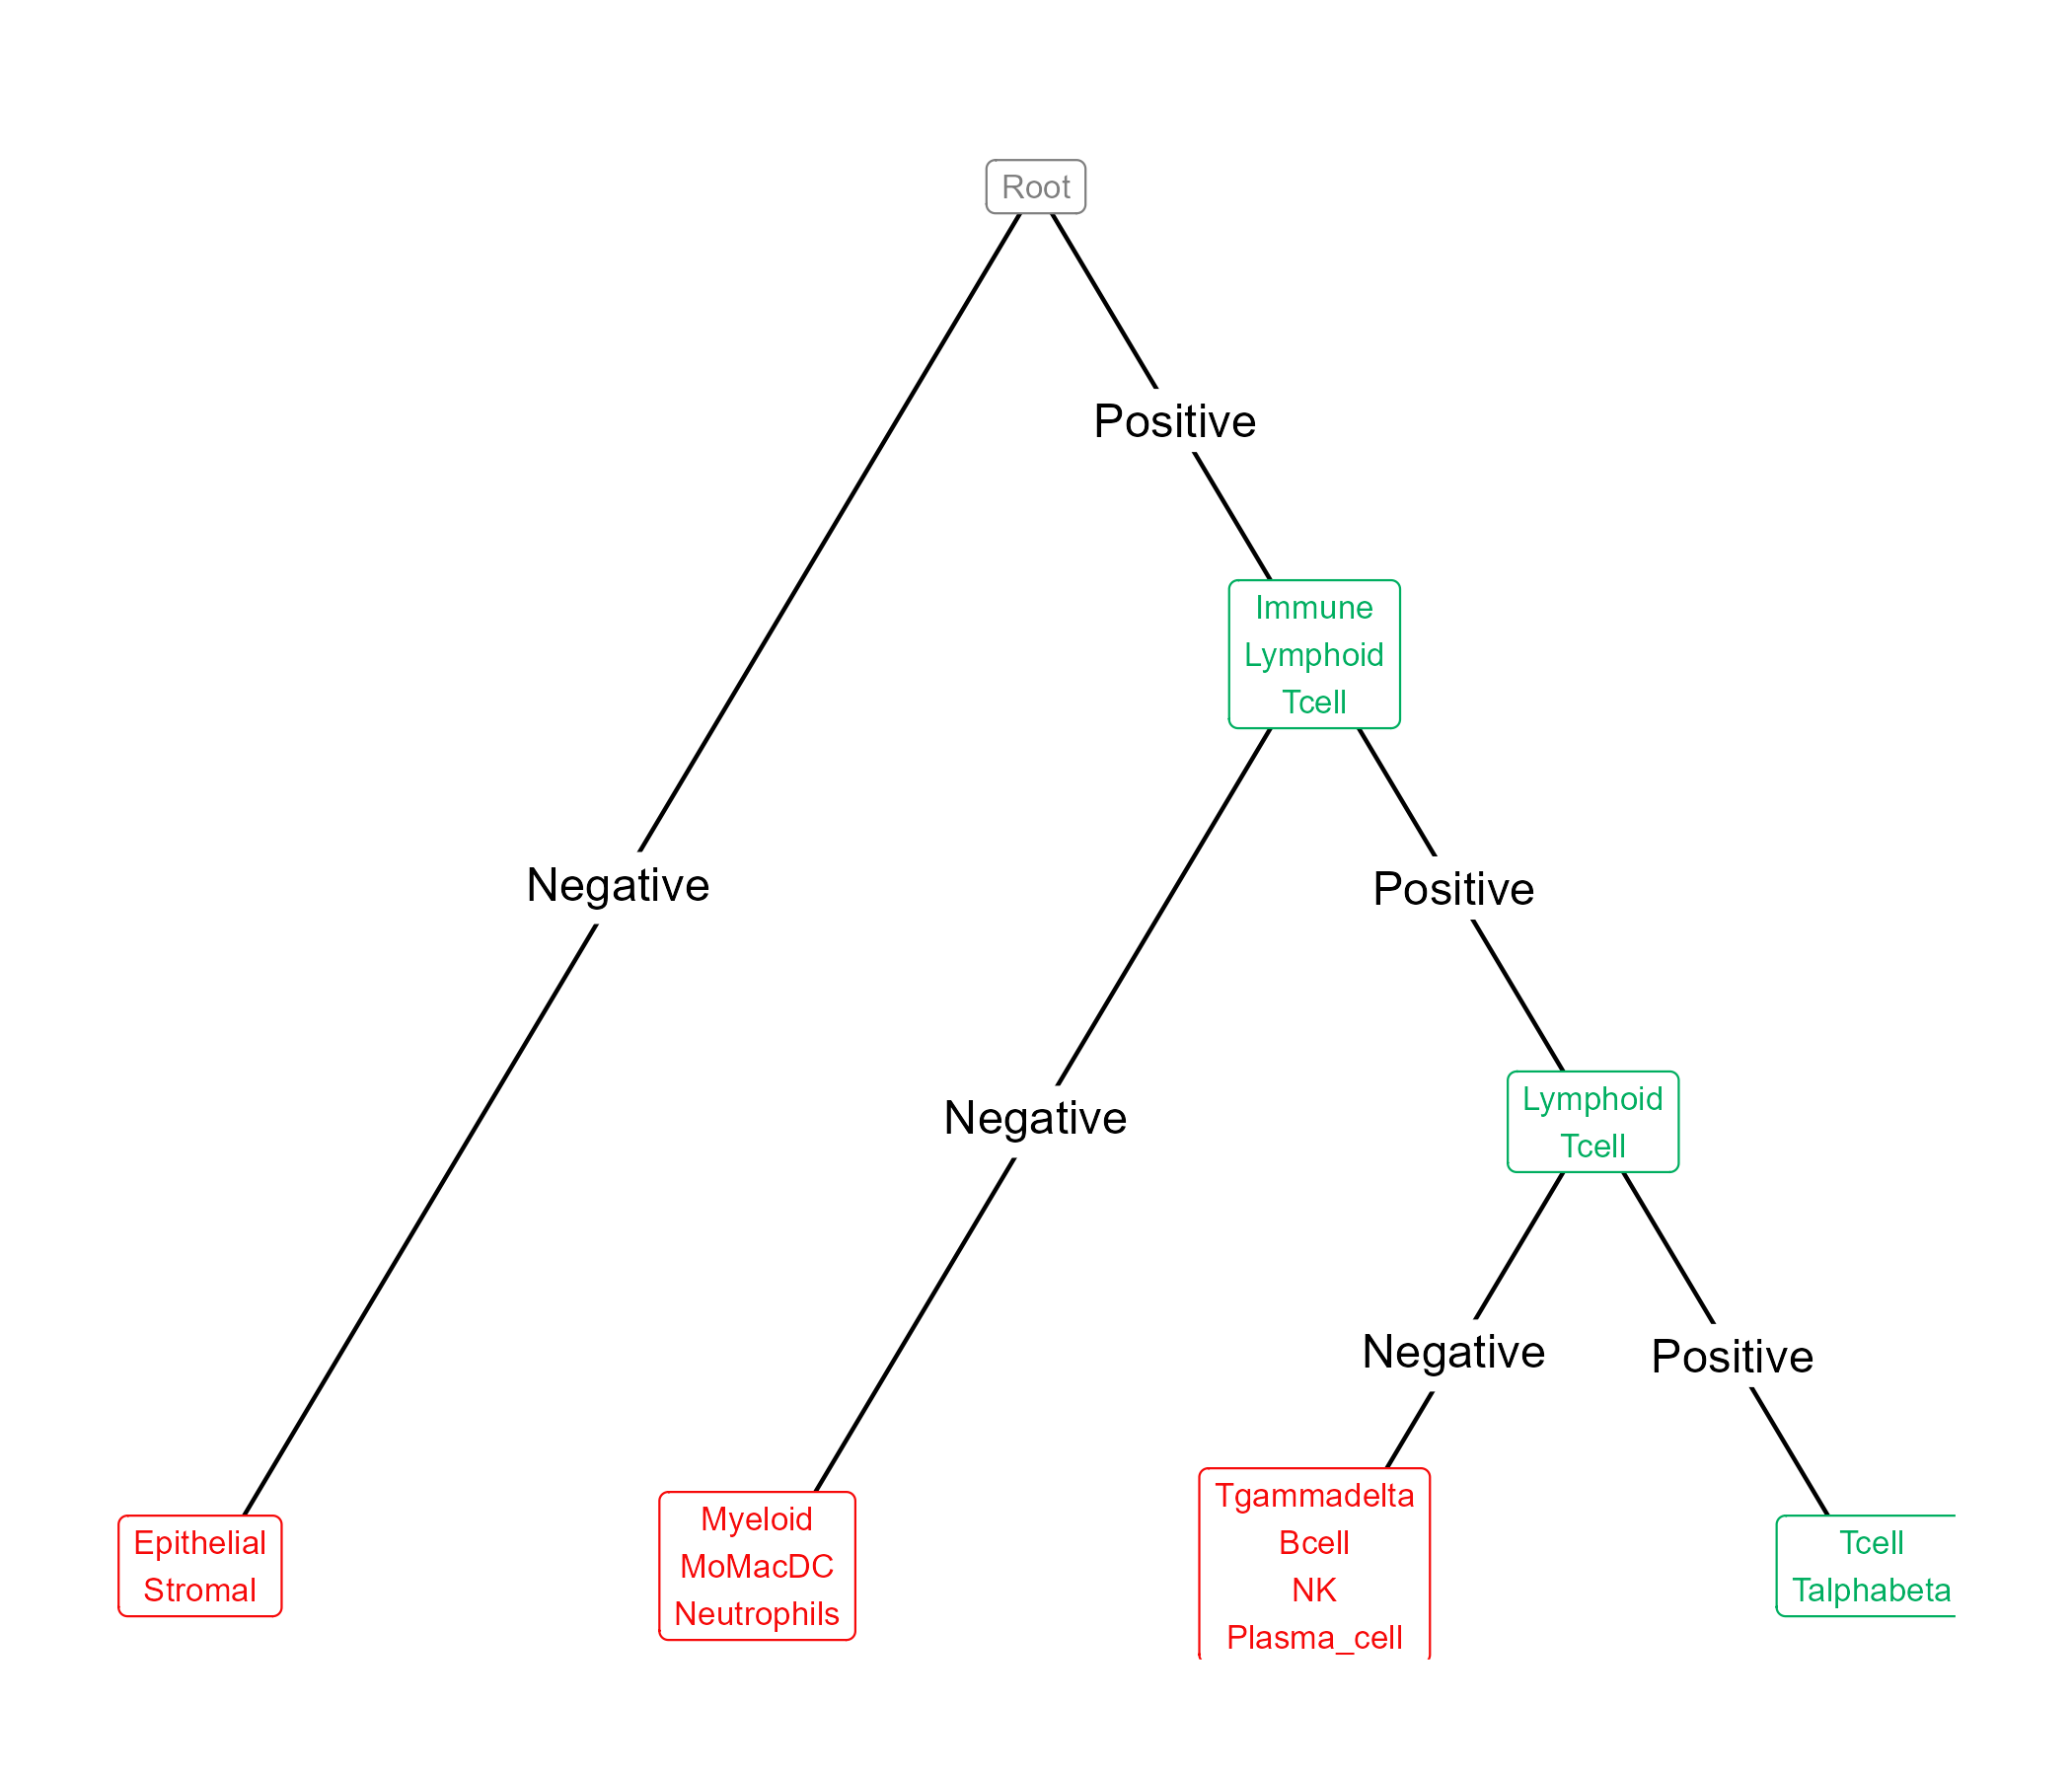 Root
Positive
Immune
Lymphoid
Tcell
Negative
Positive
Negative
Lymphoid
Tcell
Negative
Positive
Epithelial
Stromal
Myeloid
MoMacDC
Neutrophils
Tgammadelta
Bcell
NK
Plasma_cell
Tcell
Talphabeta